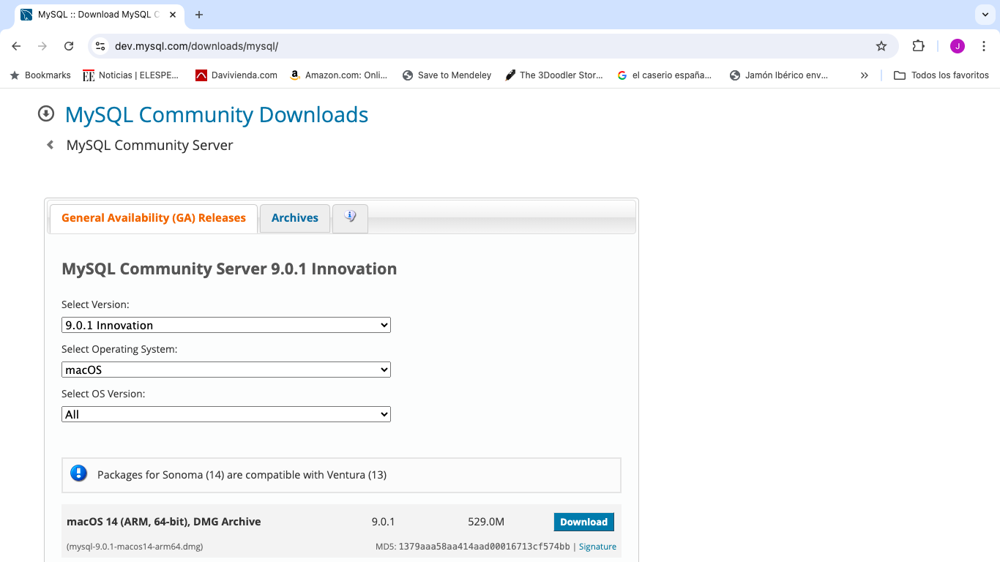 MySQL :: Download MySQL C
dev.mysql.com/downloads/mysql/
J
Bookmarks
Noticias | ELESPE...
Davivienda.com
Amazon.com: Onli...
Save to Mendeley
The 3Doodler Stor...
el caserio españa...
Jamón Ibérico env...
Todos los favoritos
MySQL Community Downloads
MySQL Community Server
General Availability (GA) Releases
Archives
MySQL Community Server 9.0.1 Innovation
Select Version:
9.0.1 Innovation
Select Operating System:
macOS
Select OS Version:
All
Packages for Sonoma (14) are compatible with Ventura (13)
macOS 14 (ARM, 64-bit), DMG Archive 9.0.1 529.0M Download
(mysql-9.0.1-macos14-arm64.dmg) MD5: 1379aaa58aa414aad00016713cf574bb | Signature